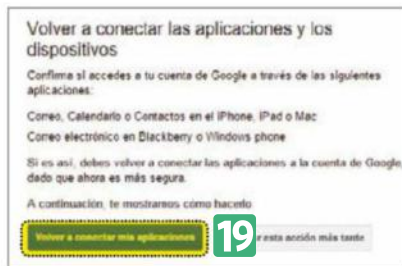 Volver a conectar las aplicaciones y los
dispositivos
Confirma si accedes a tu cuenta de Google a través de las siguientes
aplicaciones:
Correo, Calendario o Contactos en el iPhone, iPad o Mac
Correo electrónico en Blackberry o Windows phone
Si es así, debes volver a conectar las aplicaciones a la cuenta de Google,
dado que ahora es más segura.
A continuación, te mostramos cómo hacerlo
Volver a conectar mis aplicaciones 19 ar esta acción más tante